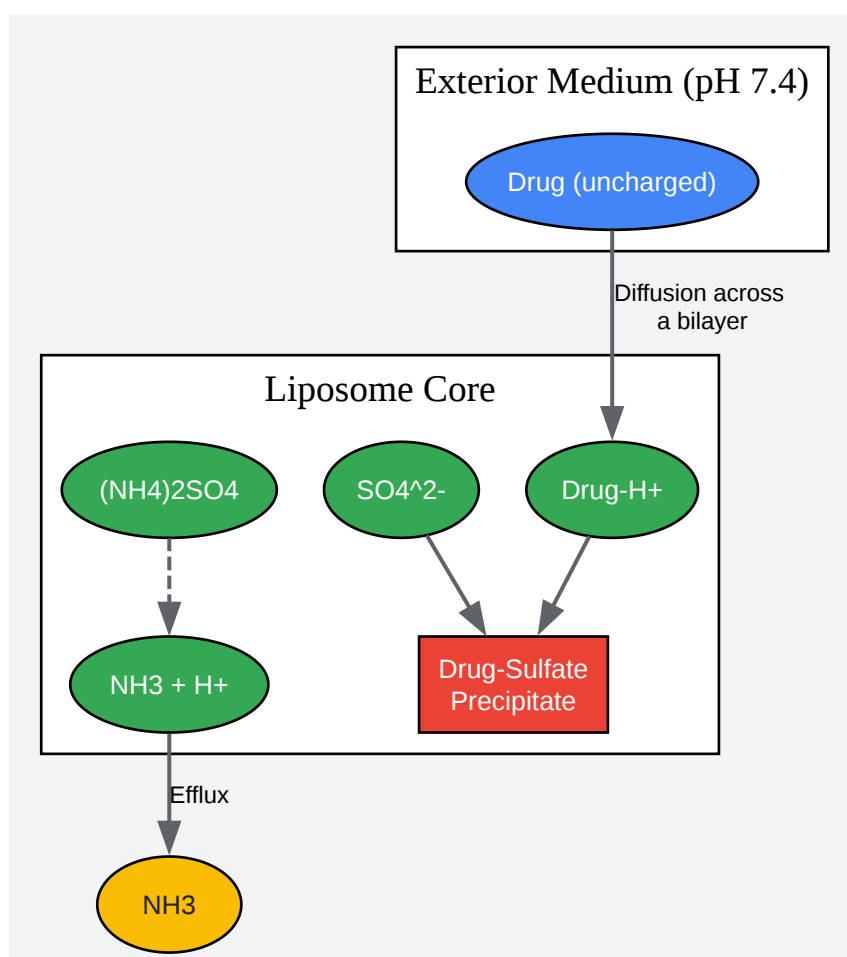 Exterior Medium (pH 7.4)
Drug (uncharged)
Diffusion across
a bilayer
Liposome Core
(NH4)2SO4
SO4^2-
Drug-H+
NH3 + H+
Drug-Sulfate
Precipitate
Efflux
NH3